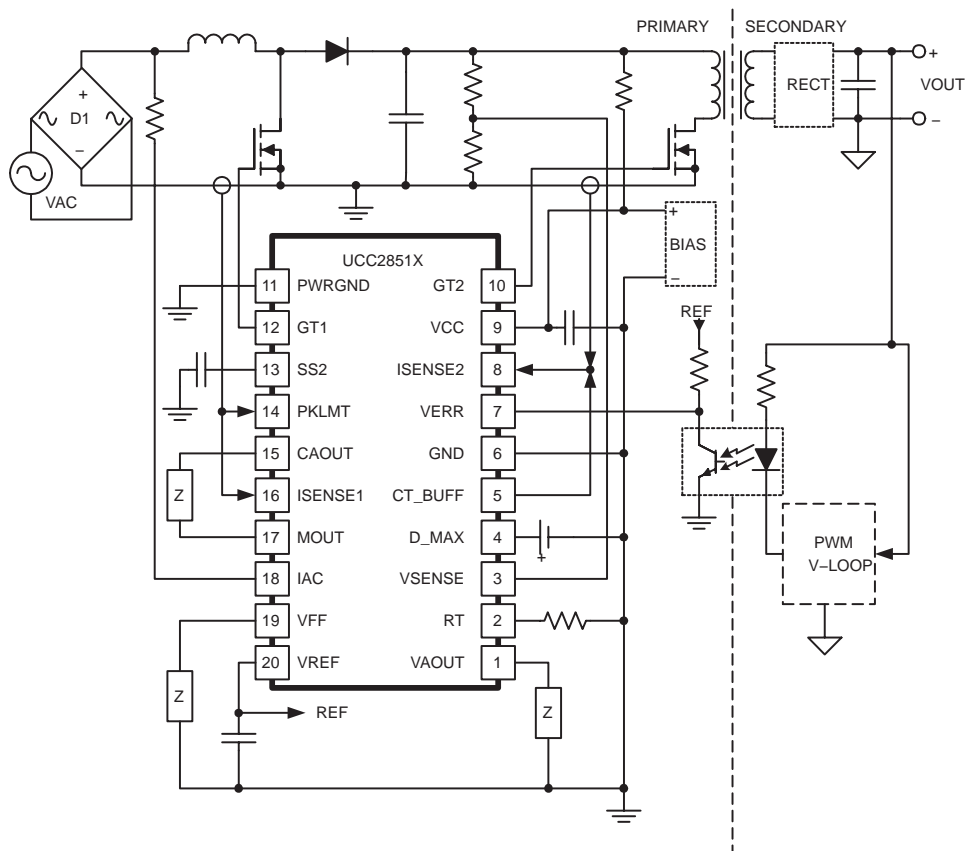 PRIMARY SECONDARY
+
D1
−
VAC
RECT
+
VOUT
−
+
BIAS
−
UCC2851X
11 PWRGND GT2 10
12 GT1 VCC 9
13 SS2 ISENSE2 8
14 PKLMT VERR 7
15 CAOUT GND 6
16 ISENSE1 CT_BUFF 5
17 MOUT D_MAX 4
+
18 IAC VSENSE 3
19 VFF RT 2
20 VREF VAOUT 1
REF
Z
Z
Z
REF
PWM
V−LOOP